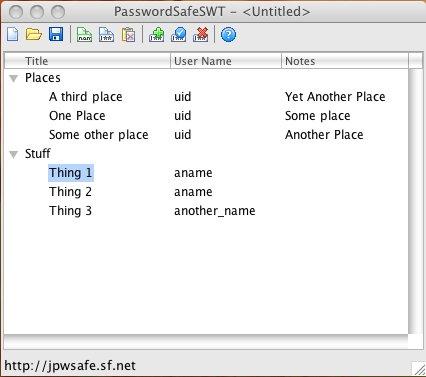 PasswordSafeSWT - <Untitled>
Title User Name Notes
Places
A third place uid Yet Another Place
One Place uid Some place
Some other place uid Another Place
Stuff
Thing 1 aname
Thing 2 aname
Thing 3 another_name
http://jpwsafe.sf.net